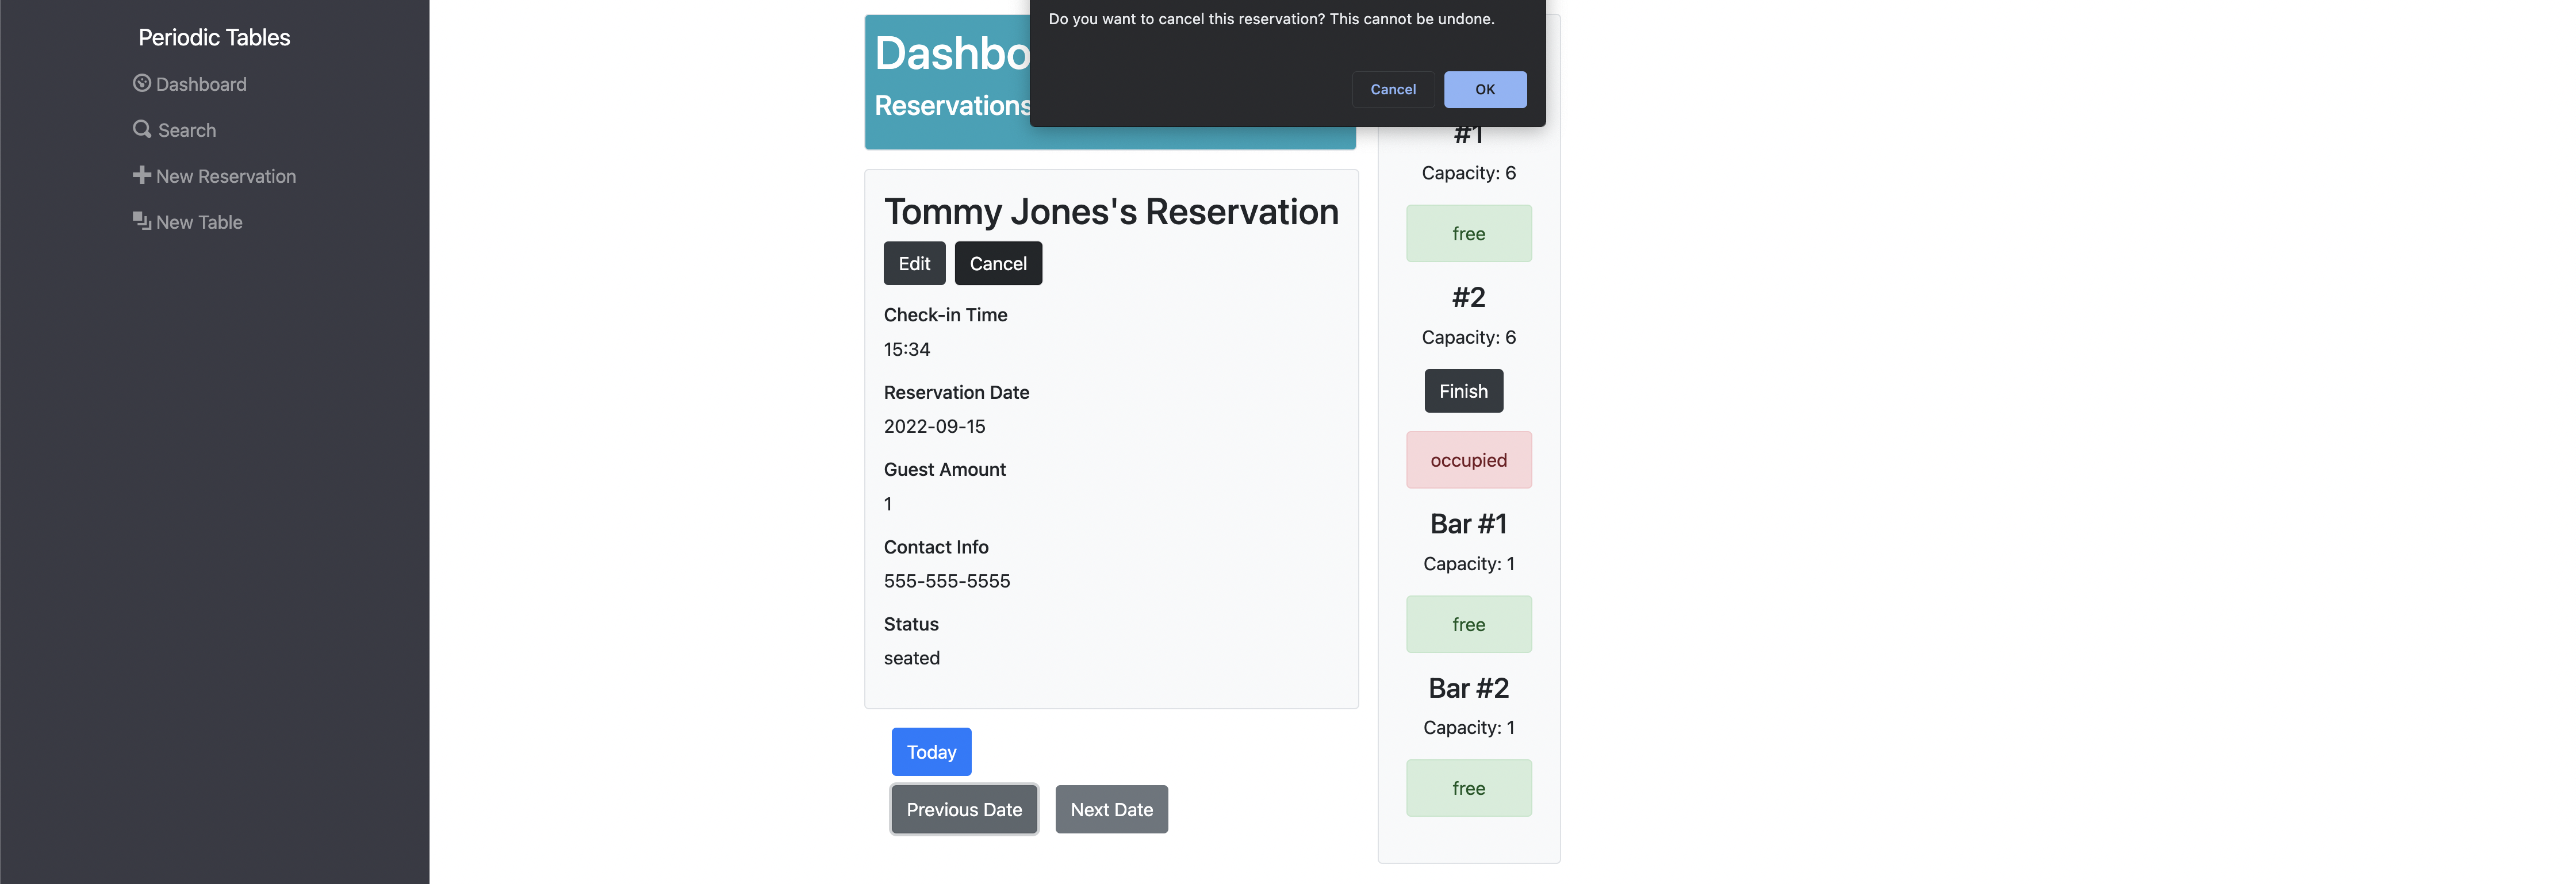 Periodic Tables
Dashboard
Search
New Reservation
New Table
Do you want to cancel this reservation? This cannot be undone.
Cancel
OK
Dashbo
Reservations
Tommy Jones's Reservation
Edit
Cancel
Check-in Time
15:34
Reservation Date
2022-09-15
Guest Amount
1
Contact Info
555-555-5555
Status
seated
Today
Previous Date
Next Date
#1
Capacity: 6
free
#2
Capacity: 6
Finish
occupied
Bar #1
Capacity: 1
free
Bar #2
Capacity: 1
free